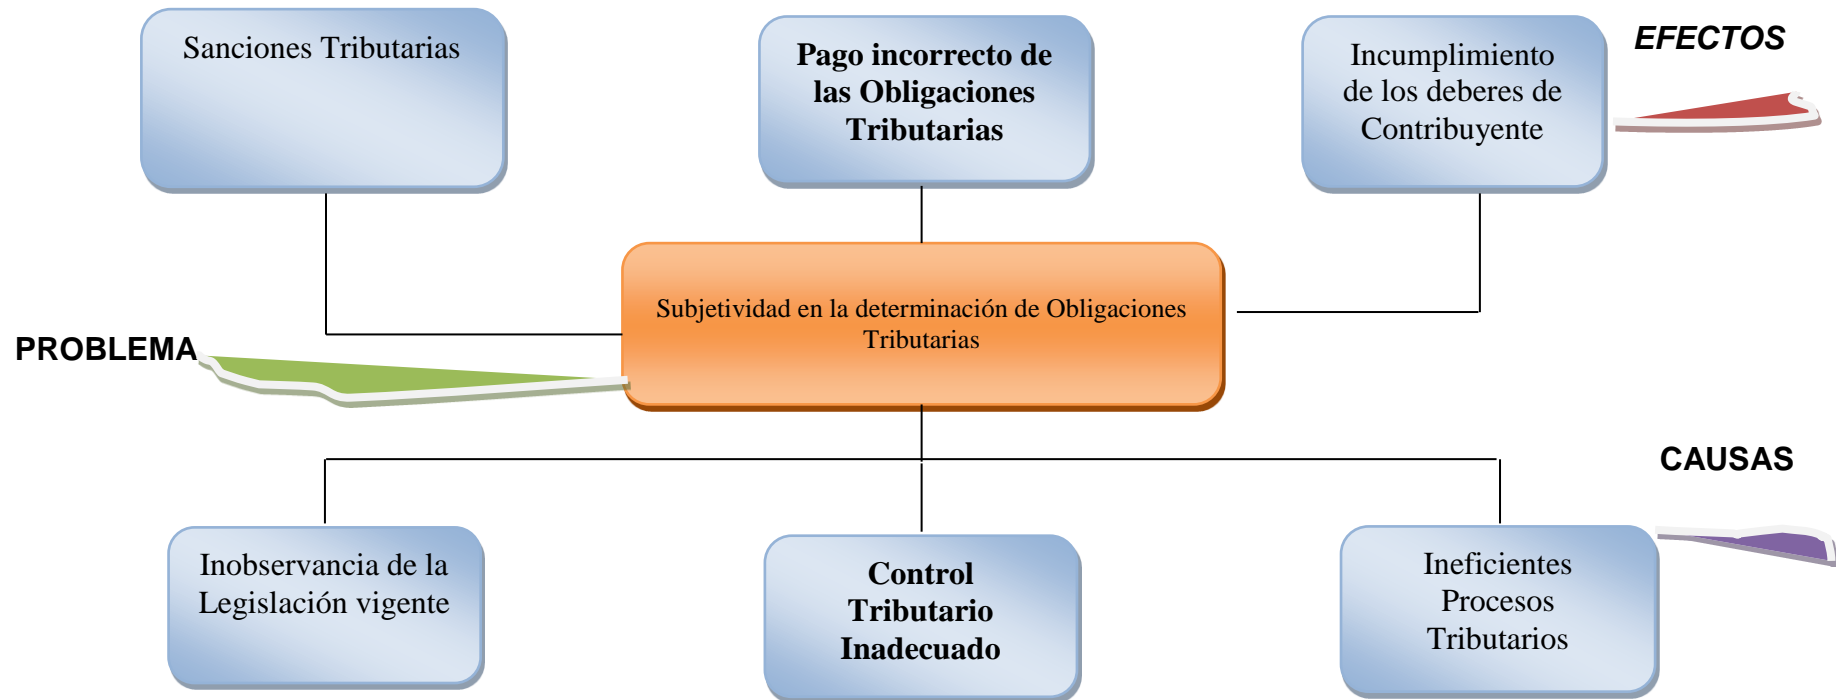 Sanciones Tributarias
Pago incorrecto de
las Obligaciones
Tributarias
Incumplimiento
de los deberes de
Contribuyente
EFECTOS
Subjetividad en la determinación de Obligaciones
Tributarias
PROBLEMA
CAUSAS
Inobservancia de la
Legislación vigente
Control
Tributario
Inadecuado
Ineficientes
Procesos
Tributarios